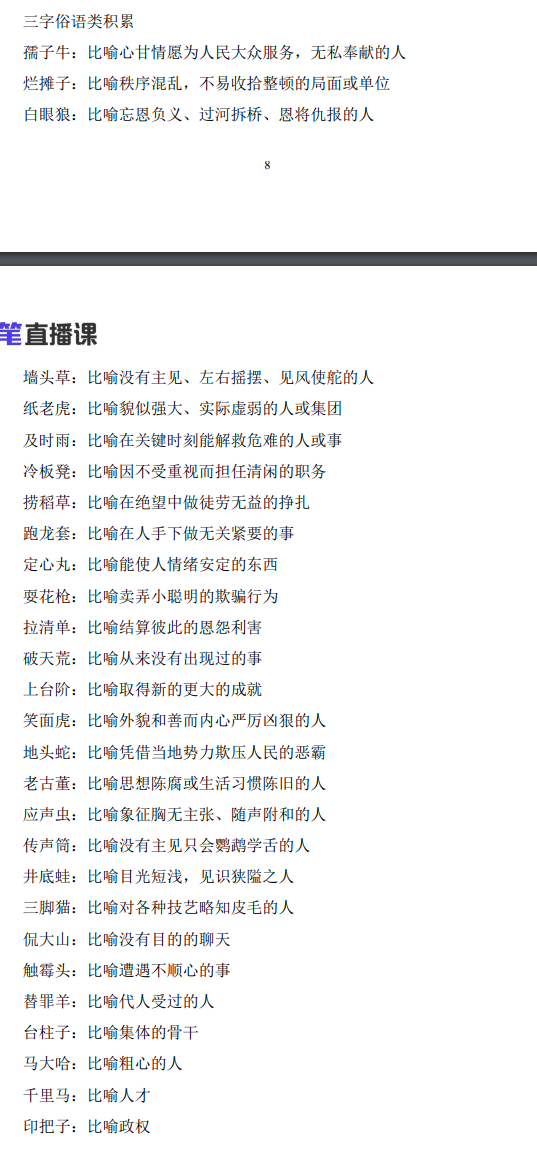 三字俗语类积累
孺子牛：比喻心甘情愿为人民大众服务，无私奉献的人
烂摊子：比喻秩序混乱，不易收拾整顿的局面或单位
白眼狼：比喻忘恩负义、过河拆桥、恩将仇报的人
8
笔直播课
墙头草：比喻没有主见、左右摇摆、见风使舵的人
纸老虎：比喻貌似强大、实际虚弱的人或集团
及时雨：比喻在关键时刻能解救危难的人或事
冷板凳：比喻因不受重视而担任清闲的职务
捞稻草：比喻在绝望中做徒劳无益的挣扎
跑龙套：比喻在人手下做无关紧要的事
定心丸：比喻能使人情绪安定的东西
耍花枪：比喻卖弄小聪明的欺骗行为
拉清单：比喻结算彼此的恩怨利害
破天荒：比喻从来没有出现过的事
上台阶：比喻取得新的更大的成就
笑面虎：比喻外貌和善而内心严厉凶狠的人
地头蛇：比喻凭借当地势力欺压人民的恶霸
老古董：比喻思想陈腐或生活习惯陈旧的人
应声虫：比喻象征胸无主张、随声附和的人
传声筒：比喻没有主见只会鹦鹉学舌的人
井底蛙：比喻目光短浅，见识狭隘之人
三脚猫：比喻对各种技艺略知皮毛的人
侃大山：比喻没有目的的聊天
触霉头：比喻遭遇不顺心的事
替罪羊：比喻代人受过的人
台柱子：比喻集体的骨干
马大哈：比喻粗心的人
千里马：比喻人才
印把子：比喻政权